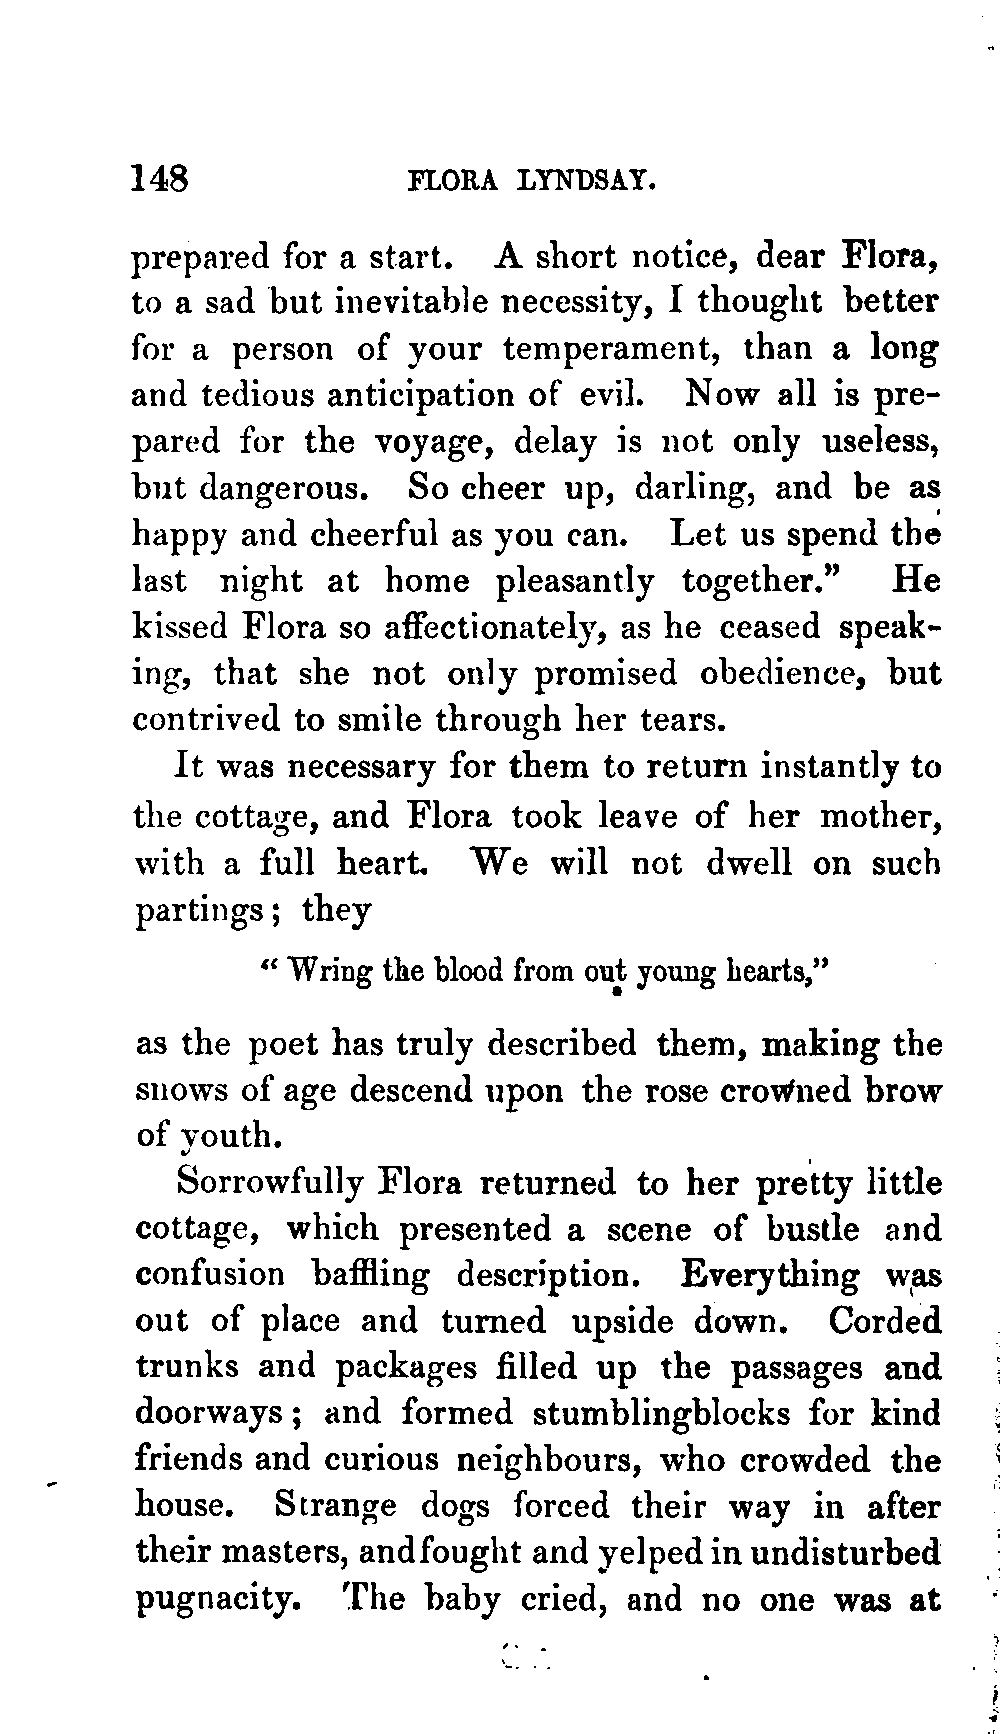 148 FLORA LYNDSAY.
prepared for a start. A short notice, dear Flora,
to a sad but inevitable necessity, I thought better
for a person of your temperament, than a long
and tedious anticipation of evil. Now all is pre-
pared for the voyage, delay is not only useless,
but dangerous. So cheer up, darling, and be as
happy and cheerful as you can. Let us spend the
last night at home pleasantly together.” He
kissed Flora so affectionately, as he ceased speak-
ing, that she not only promised obedience, but
contrived to smile through her tears.
It was necessary for them to return instantly to
the cottage, and Flora took leave of her mother,
with a full heart. We will not dwell on such
partings; they
“Wring the blood from out young hearts,”
as the poet has truly described them, making the
snows of age descend upon the rose crowned brow
of youth.
Sorrowfully Flora returned to her pretty little
cottage, which presented a scene of bustle and
confusion baffling description. Everything was
out of place and turned upside down. Corded
trunks and packages filled up the passages and
doorways; and formed stumblingblocks for kind
friends and curious neighbours, who crowded the
house. Strange dogs forced their way in after
their masters, and fought and yelped in undisturbed
pugnacity. The baby cried, and no one was at